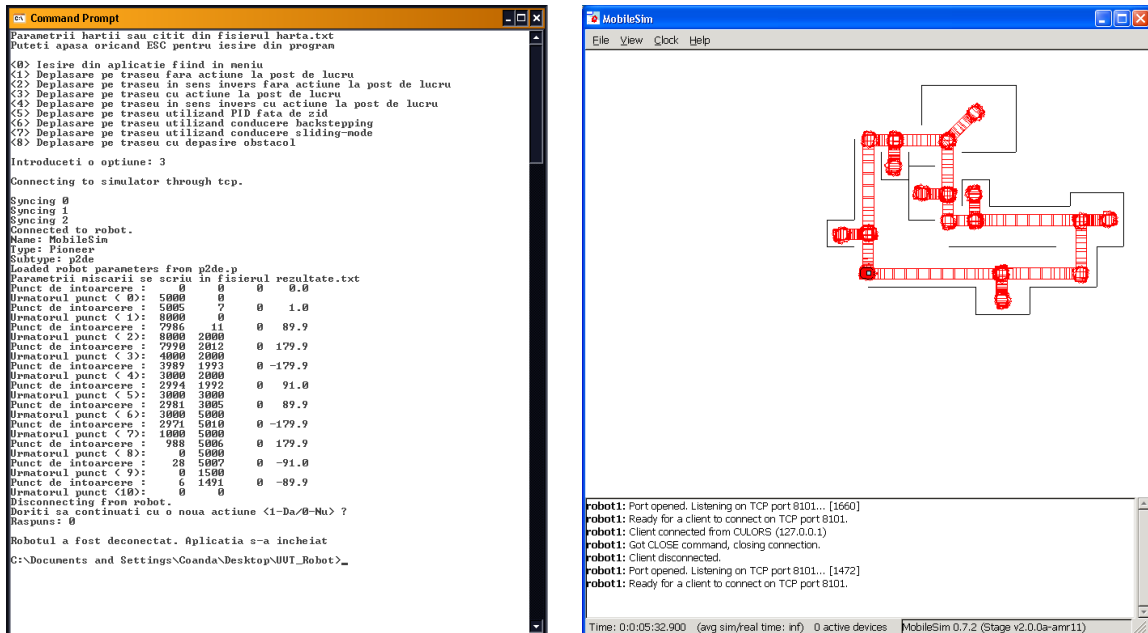 Command Prompt
Parametrii hartii sau citit din fisierul harta.txt
Puteti apasa oricand ESC pentru iesire din program
<0> Iesire din aplicatie fiind in meniu
<1> Deplasare pe traseu fara actiune la post de lucru
<2> Deplasare pe traseu in sens invers fara actiune la post de lucru
<3> Deplasare pe traseu cu actiune la post de lucru
<4> Deplasare pe traseu in sens invers cu actiune la post de lucru
<5> Deplasare pe traseu utilizand PID fata de zid
<6> Deplasare pe traseu utilizand conducere backstepping
<7> Deplasare pe traseu utilizand conducere sliding-mode
<8> Deplasare pe traseu cu depasire obstacol
Introduceti o optiune: 3
Connecting to simulator through tcp.
Syncing 0
Syncing 1
Syncing 2
Connected to robot.
Name: MobileSim
Type: Pioneer
Subtype: p2de
Loaded robot parameters from p2de.p
Parametrii miscarii se scriu in fisierul rezultate.txt
Punct de intoarcere : 0 0 0 0.0
Urmatorul punct < 0>: 5000 0
Punct de intoarcere : 5005 7 0 1.0
Urmatorul punct < 1>: 8000 0
Punct de intoarcere : 7986 11 0 89.9
Urmatorul punct < 2>: 8000 2000
Punct de intoarcere : 7990 2012 0 179.9
Urmatorul punct < 3>: 4000 2000
Punct de intoarcere : 3989 1993 0 -179.9
Urmatorul punct < 4>: 3000 2000
Punct de intoarcere : 2994 1992 0 91.0
Urmatorul punct < 5>: 3000 3000
Punct de intoarcere : 2981 3005 0 89.9
Urmatorul punct < 6>: 3000 5000
Punct de intoarcere : 2971 5010 0 -179.9
Urmatorul punct < 7>: 1000 5000
Punct de intoarcere : 988 5006 0 179.9
Urmatorul punct < 8>: 0 5000
Punct de intoarcere : 28 5007 0 -91.0
Urmatorul punct < 9>: 0 1500
Punct de intoarcere : 6 1491 0 -89.9
Urmatorul punct <10>: 0 0
Disconnecting from robot.
Doriti sa continuati cu o noua actiune <1-Da/0-Nu> ?
Raspuns: 0
Robotul a fost deconectat. Aplicatia s-a incheiat
C:\Documents and Settings\Coanda\Desktop\UVT_Robot>_
MobileSim
File View Clock Help
robot1: Port opened. Listening on TCP port 8101... [1660]
robot1: Ready for a client to connect on TCP port 8101.
robot1: Client connected from CULORS (127.0.0.1)
robot1: Got CLOSE command, closing connection.
robot1: Client disconnected.
robot1: Port opened. Listening on TCP port 8101... [1472]
robot1: Ready for a client to connect on TCP port 8101.
Time: 0:0:05:32.900 (avg sim/real time: inf) 0 active devices MobileSim 0.7.2 (Stage v2.0.0a-amr11)